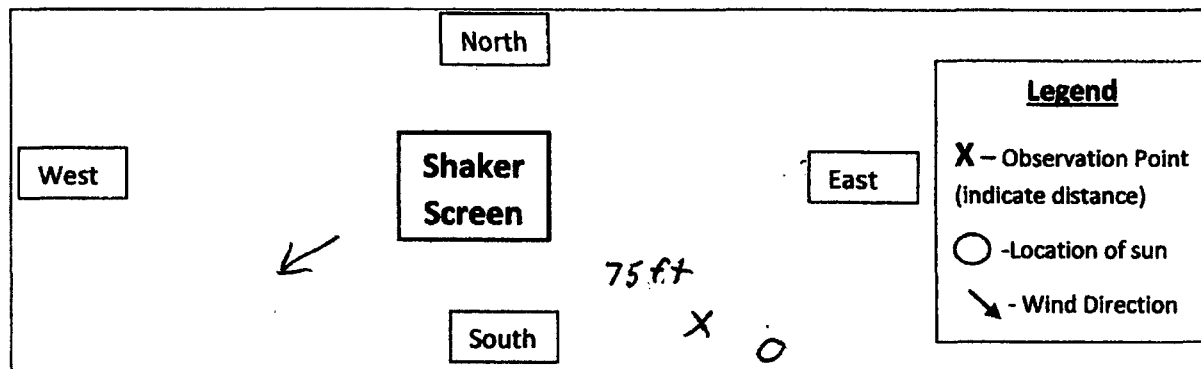 North
West
Shaker
Screen
East
75 ft
X
South
Legend
X – Observation Point
(indicate distance)
-Location of sun
- Wind Direction